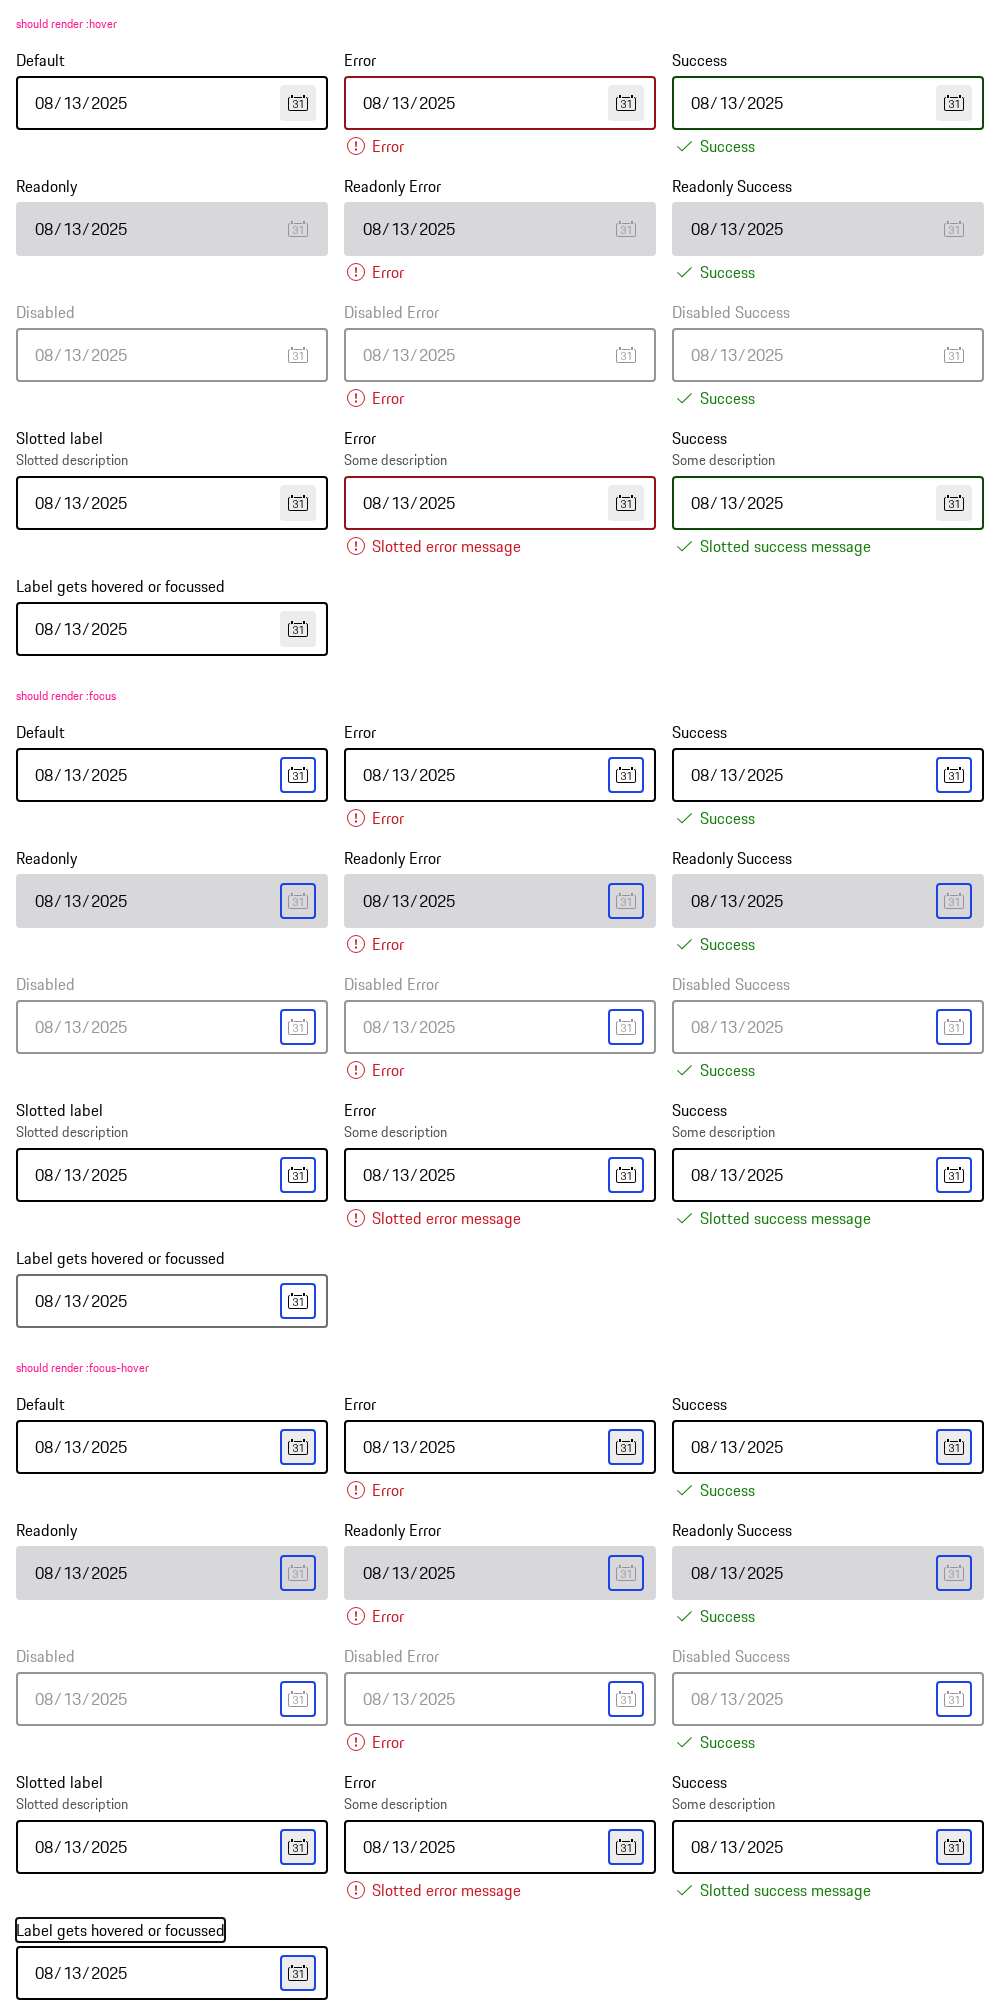 should render :hover
Default Error Success
08/13/2025 31 08/13/2025 31 08/13/2025 31
Error Success
Readonly Readonly Error Readonly Success
08/13/2025 31 08/13/2025 31 08/13/2025 31
Error Success
Disabled Disabled Error Disabled Success
08/13/2025 31 08/13/2025 31 08/13/2025 31
Error Success
Slotted label Error Success
Slotted description Some description Some description
08/13/2025 31 08/13/2025 31 08/13/2025 31
Slotted error message Slotted success message
Label gets hovered or focussed
08/13/2025 31
should render :focus
Default Error Success
08/13/2025 31 08/13/2025 31 08/13/2025 31
Error Success
Readonly Readonly Error Readonly Success
08/13/2025 31 08/13/2025 31 08/13/2025 31
Error Success
Disabled Disabled Error Disabled Success
08/13/2025 31 08/13/2025 31 08/13/2025 31
Error Success
Slotted label Error Success
Slotted description Some description Some description
08/13/2025 31 08/13/2025 31 08/13/2025 31
Slotted error message Slotted success message
Label gets hovered or focussed
08/13/2025 31
should render :focus-hover
Default Error Success
08/13/2025 31 08/13/2025 31 08/13/2025 31
Error Success
Readonly Readonly Error Readonly Success
08/13/2025 31 08/13/2025 31 08/13/2025 31
Error Success
Disabled Disabled Error Disabled Success
08/13/2025 31 08/13/2025 31 08/13/2025 31
Error Success
Slotted label Error Success
Slotted description Some description Some description
08/13/2025 31 08/13/2025 31 08/13/2025 31
Slotted error message Slotted success message
Label gets hovered or focussed
08/13/2025 31